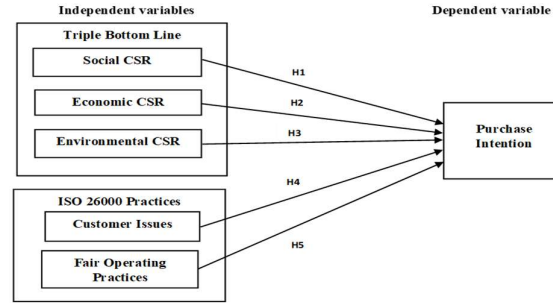 Independent variables
Dependent variable
Triple Bottom Line
Social CSR
Economic CSR
Environmental CSR
H1
H2
H3
Purchase
Intention
ISO 26000 Practices
Customer Issues
Fair Operating
Practices
H4
H5